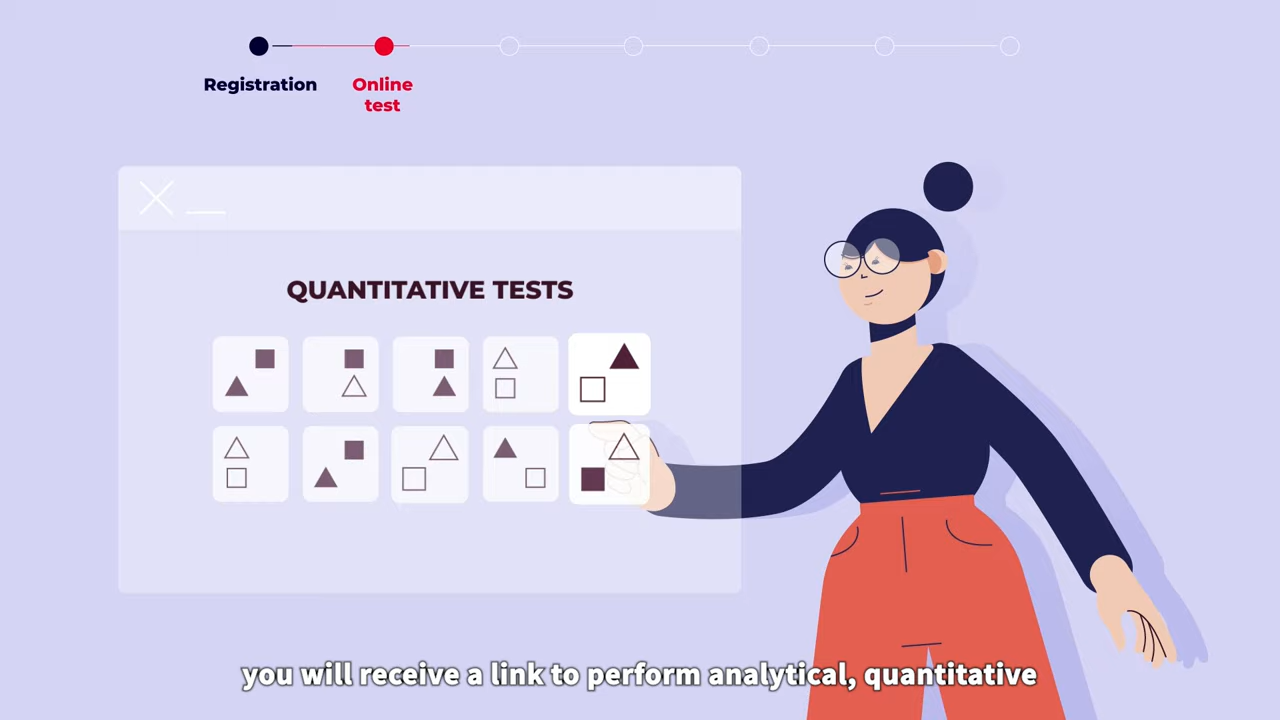 Registration
Online
test
QUANTITATIVE TESTS
you will receive a link to perform analytical, quantitative